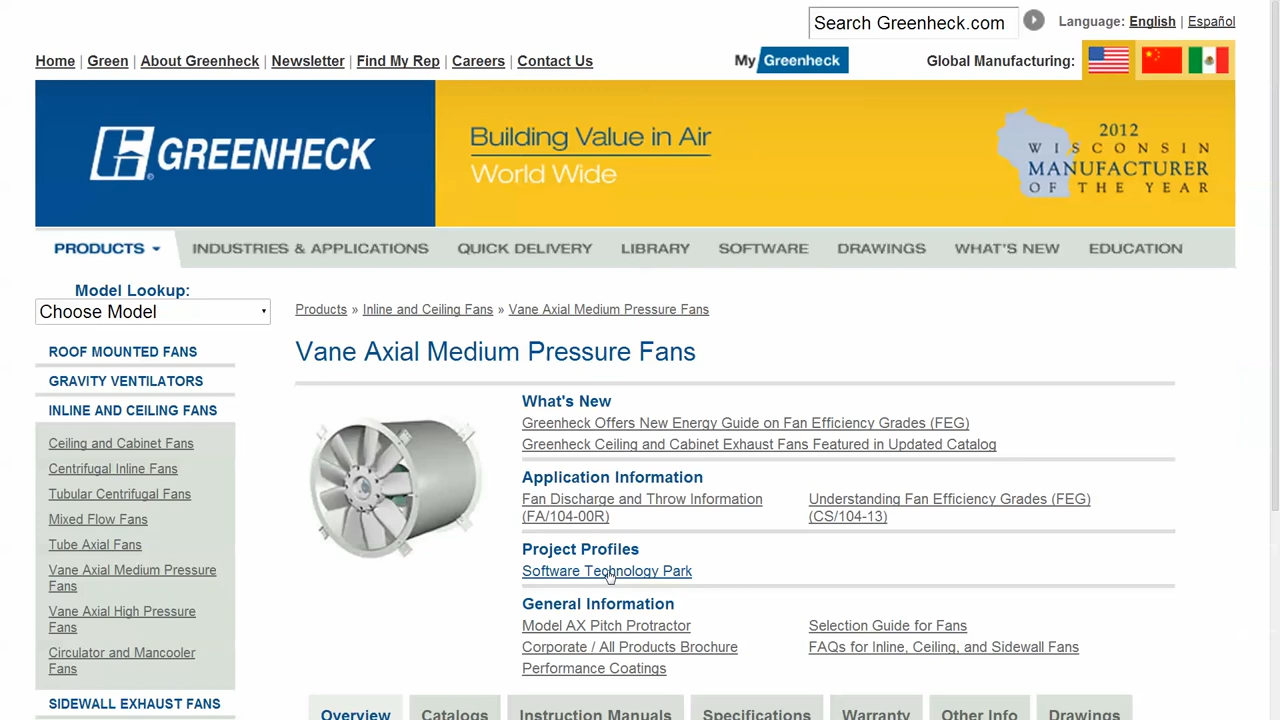 Search Greenheck.com
Language: English | Español
Home | Green | About Greenheck | Newsletter | Find My Rep | Careers | Contact Us
My Greenheck
Global Manufacturing:
GREENHECK
Building Value in Air
World Wide
2012
WISCONSIN
MANUFACTURER
OF THE YEAR
PRODUCTS
INDUSTRIES & APPLICATIONS
QUICK DELIVERY
LIBRARY
SOFTWARE
DRAWINGS
WHAT'S NEW
EDUCATION
Model Lookup:
Choose Model
ROOF MOUNTED FANS
GRAVITY VENTILATORS
INLINE AND CEILING FANS
Ceiling and Cabinet Fans
Centrifugal Inline Fans
Tubular Centrifugal Fans
Mixed Flow Fans
Tube Axial Fans
Vane Axial Medium Pressure
Fans
Vane Axial High Pressure
Fans
Circulator and Mancooler
Fans
SIDEWALL EXHAUST FANS
Products » Inline and Ceiling Fans » Vane Axial Medium Pressure Fans
Vane Axial Medium Pressure Fans
What's New
Greenheck Offers New Energy Guide on Fan Efficiency Grades (FEG)
Greenheck Ceiling and Cabinet Exhaust Fans Featured in Updated Catalog
Application Information
Fan Discharge and Throw Information
(FA/104-00R)
Understanding Fan Efficiency Grades (FEG)
(CS/104-13)
Project Profiles
Software Technology Park
General Information
Model AX Pitch Protractor
Selection Guide for Fans
Corporate / All Products Brochure
FAQs for Inline, Ceiling, and Sidewall Fans
Performance Coatings
Overview
Catalogs
Instruction Manuals
Specifications
Warranty
Other Info
Drawings